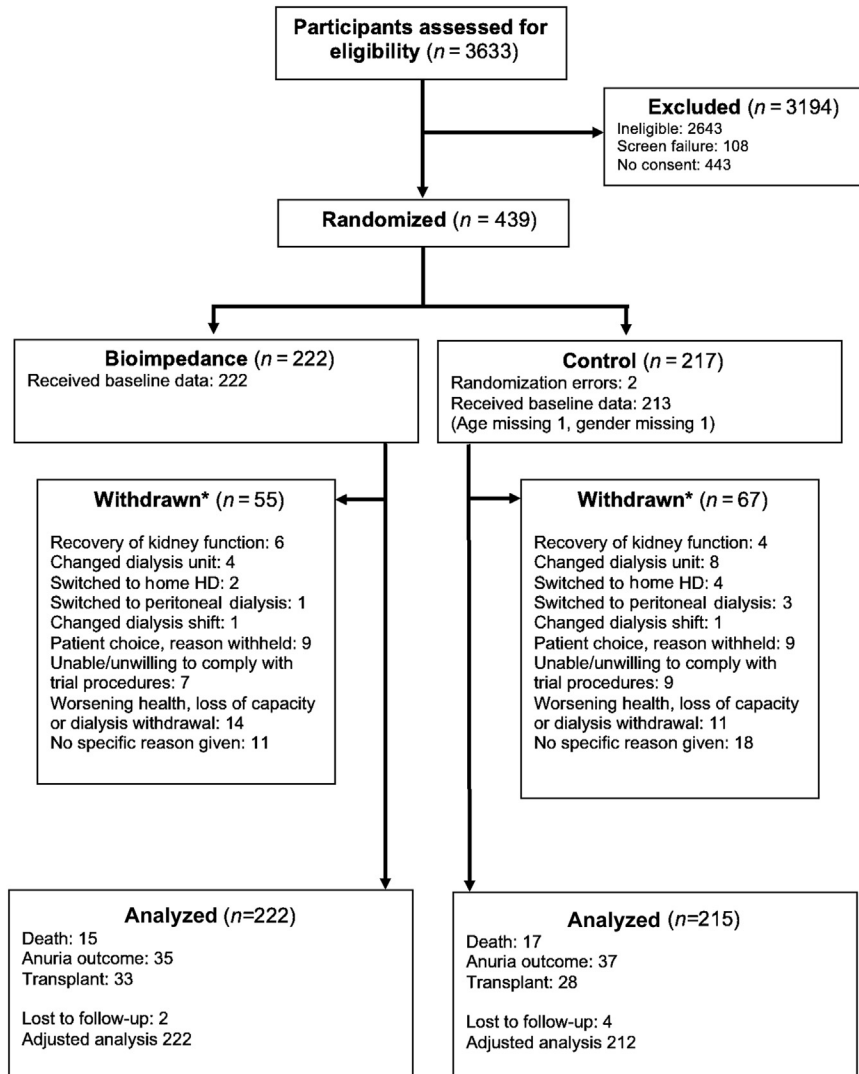 Participants assessed for
eligibility (n = 3633)
Excluded (n = 3194)
Ineligible: 2643
Screen failure: 108
No consent: 443
Randomized (n = 439)
Bioimpedance (n = 222)
Received baseline data: 222
Control (n = 217)
Randomization errors: 2
Received baseline data: 213
(Age missing 1, gender missing 1)
Withdrawn* (n = 55)
Recovery of kidney function: 6
Changed dialysis unit: 4
Switched to home HD: 2
Switched to peritoneal dialysis: 1
Changed dialysis shift: 1
Patient choice, reason withheld: 9
Unable/unwilling to comply with
trial procedures: 7
Worsening health, loss of capacity
or dialysis withdrawal: 14
No specific reason given: 11
Withdrawn* (n = 67)
Recovery of kidney function: 4
Changed dialysis unit: 8
Switched to home HD: 4
Switched to peritoneal dialysis: 3
Changed dialysis shift: 1
Patient choice, reason withheld: 9
Unable/unwilling to comply with
trial procedures: 9
Worsening health, loss of capacity
or dialysis withdrawal: 11
No specific reason given: 18
Analyzed (n=222)
Death: 15
Anuria outcome: 35
Transplant: 33
Lost to follow-up: 2
Adjusted analysis 222
Analyzed (n=215)
Death: 17
Anuria outcome: 37
Transplant: 28
Lost to follow-up: 4
Adjusted analysis 212